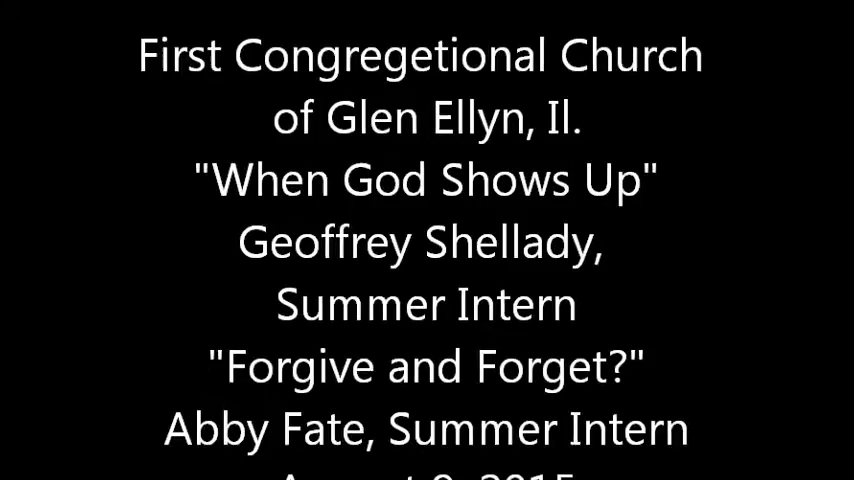 First Congregetional Church
of Glen Ellyn, Il.
"When God Shows Up"
Geoffrey Shellady,
Summer Intern
"Forgive and Forget?"
Abby Fate, Summer Intern